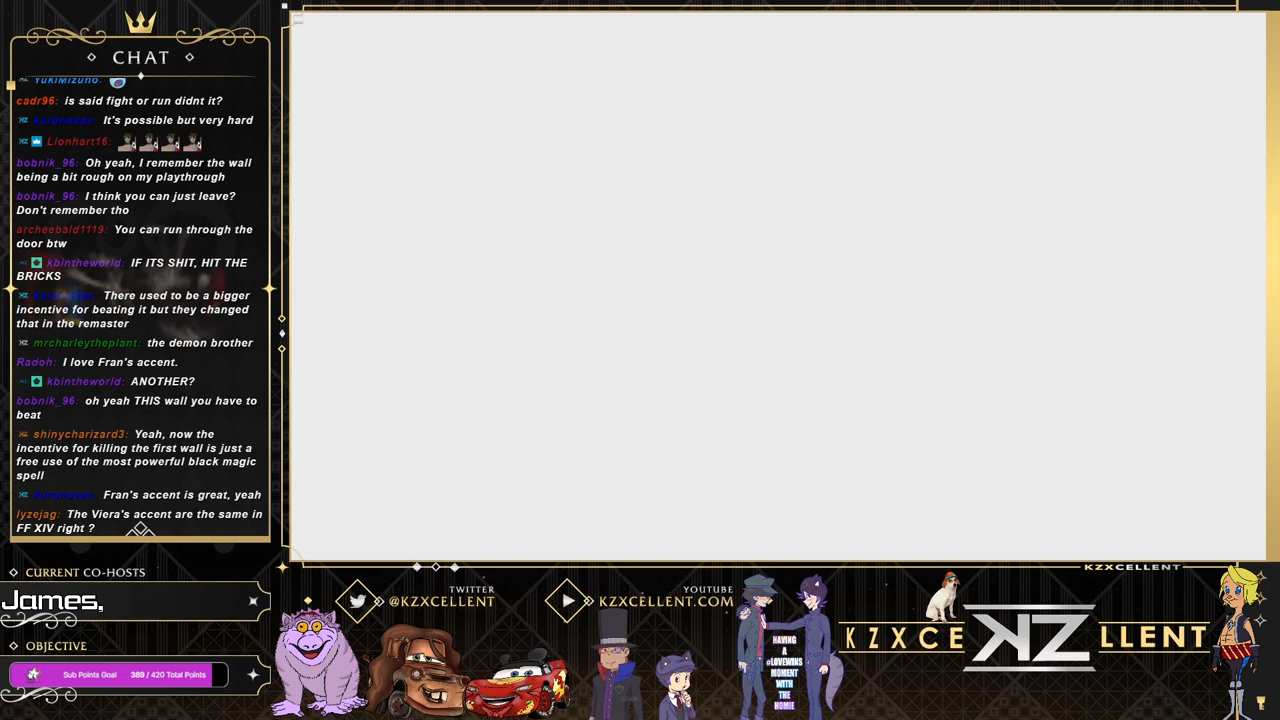 CHAT
YukiMizuno:
cadr96: is said fight or run didnt it?
It's possible but very hard
Lionhart16:
bobnik_96: Oh yeah, I remember the wall
being a bit rough on my playthrough
bobnik_96: I think you can just leave?
Don't remember tho
archeebald1119: You can run through the
door btw
kbintheworld: IF ITS SHIT, HIT THE
BRICKS
There used to be a bigger
incentive for beating it but they changed
that in the remaster
mrcharleytheplant: the demon brother
Radoh: I love Fran's accent.
kbintheworld: ANOTHER?
bobnik_96: oh yeah THIS wall you have to
beat
shinycharizard3: Yeah, now the
incentive for killing the first wall is just a
free use of the most powerful black magic
spell
Fran's accent is great, yeah
lyzejag: The Viera's accent are the same in
FF XIV right ?
CURRENT CO-HOSTS
James,
OBJECTIVE
Sub Points Goal 389 / 420 Total Points
TWITTER
@KZXCELLENT
YOUTUBE
KZXCELLENT.COM
HAVING
A
#LOVEWINS
MOMENT
WITH
THE
HOMIE
KZXCELLENT
KZXCE KZ LLENT